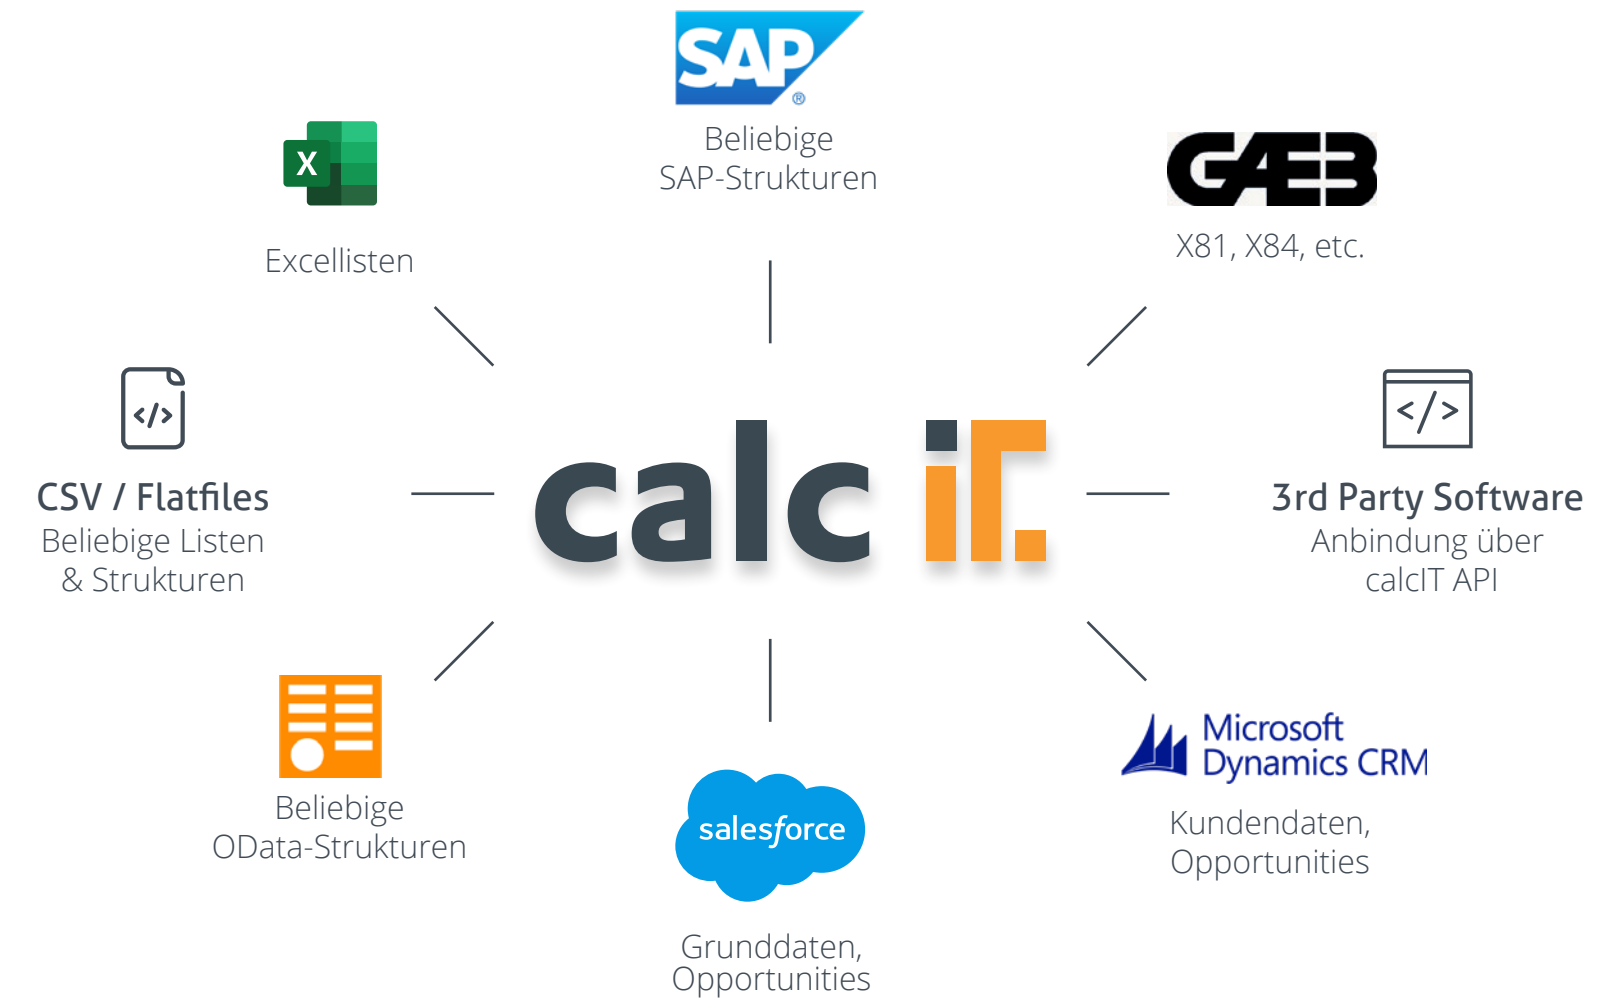 SAP
®
Beliebige
SAP-Strukturen
X
Excellisten
GAEB
X81, X84, etc.
</>
CSV / Flatfiles
Beliebige Listen
& Strukturen
calc iT.
</>
3rd Party Software
Anbindung über
calcIT API
Beliebige
OData-Strukturen
salesforce
Grunddaten,
Opportunities
Microsoft
Dynamics CRM
Kundendaten,
Opportunities